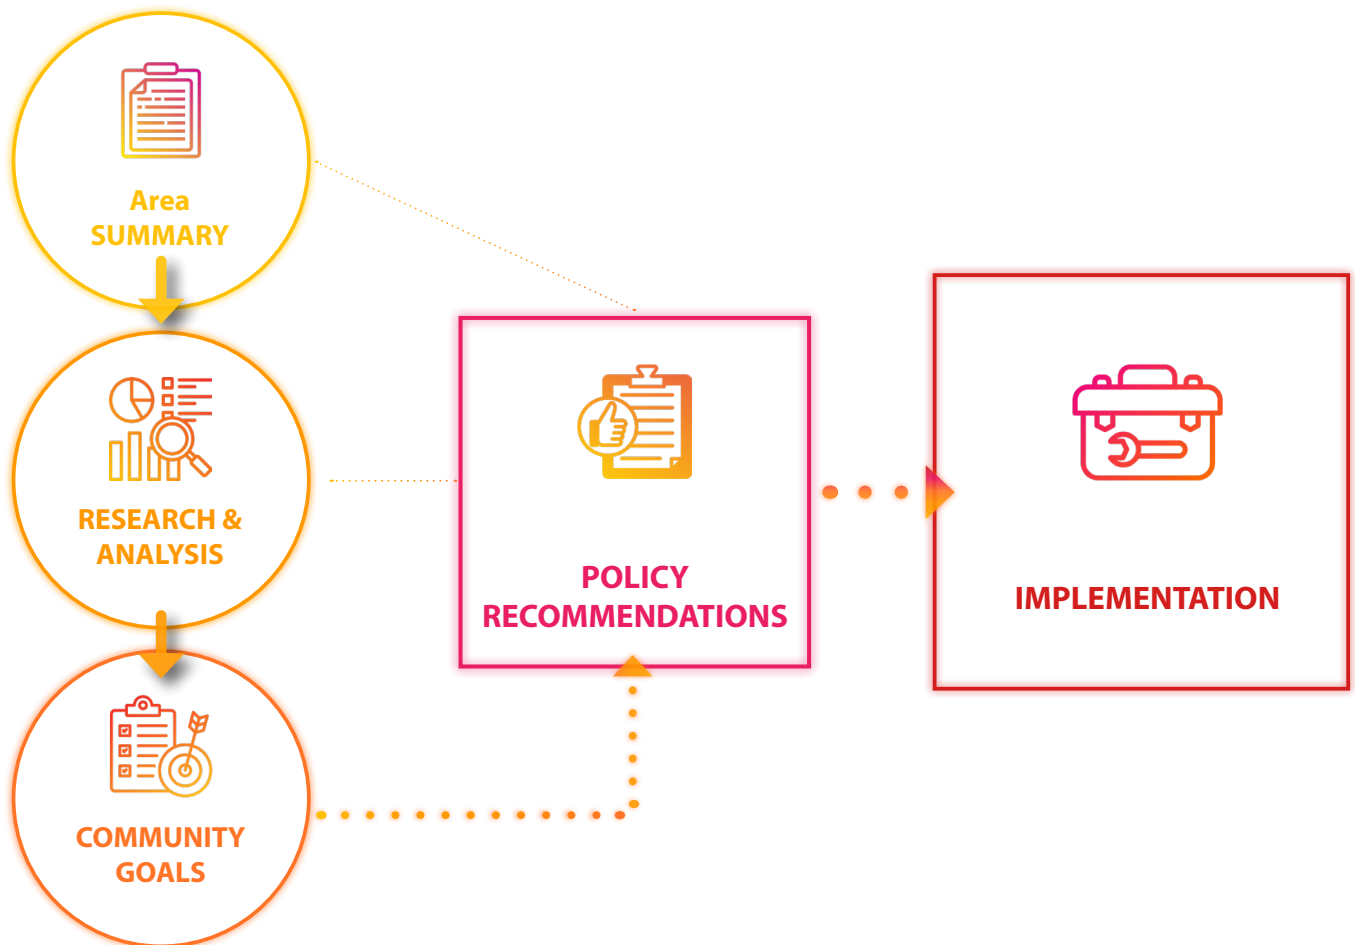 Area
SUMMARY
RESEARCH &
ANALYSIS
COMMUNITY
GOALS
POLICY
RECOMMENDATIONS
IMPLEMENTATION